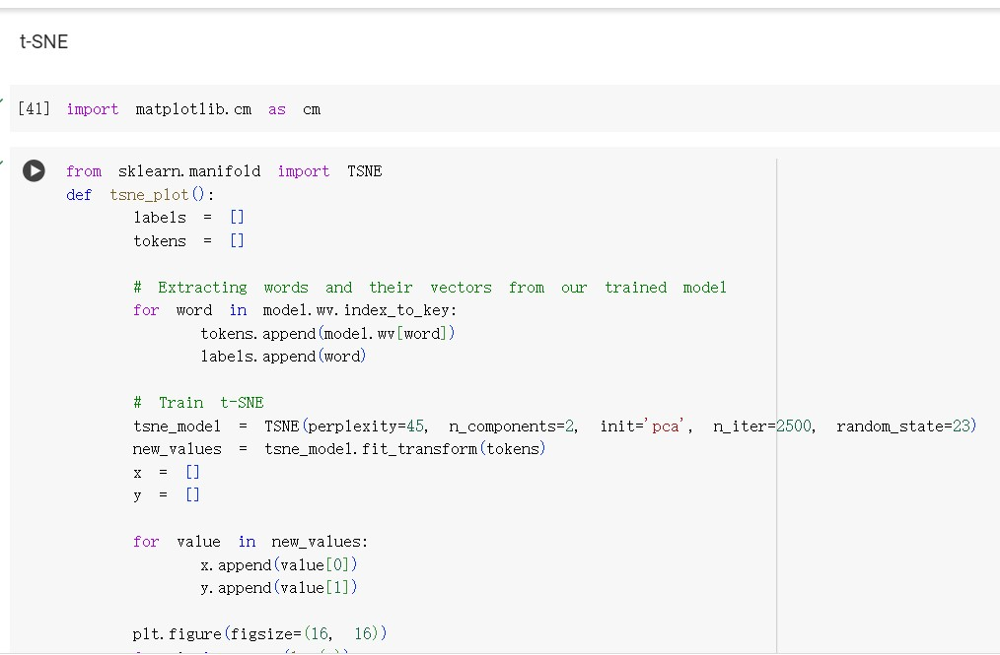 t-SNE
[41] import matplotlib.cm as cm
from sklearn.manifold import TSNE
def tsne_plot():
labels = []
tokens = []
# Extracting words and their vectors from our trained model
for word in model.wv.index_to_key:
tokens.append(model.wv[word])
labels.append(word)
# Train t-SNE
tsne_model = TSNE(perplexity=45, n_components=2, init='pca', n_iter=2500, random_state=23)
new_values = tsne_model.fit_transform(tokens)
x = []
y = []
for value in new_values:
x.append(value[0])
y.append(value[1])
plt.figure(figsize=(16, 16))